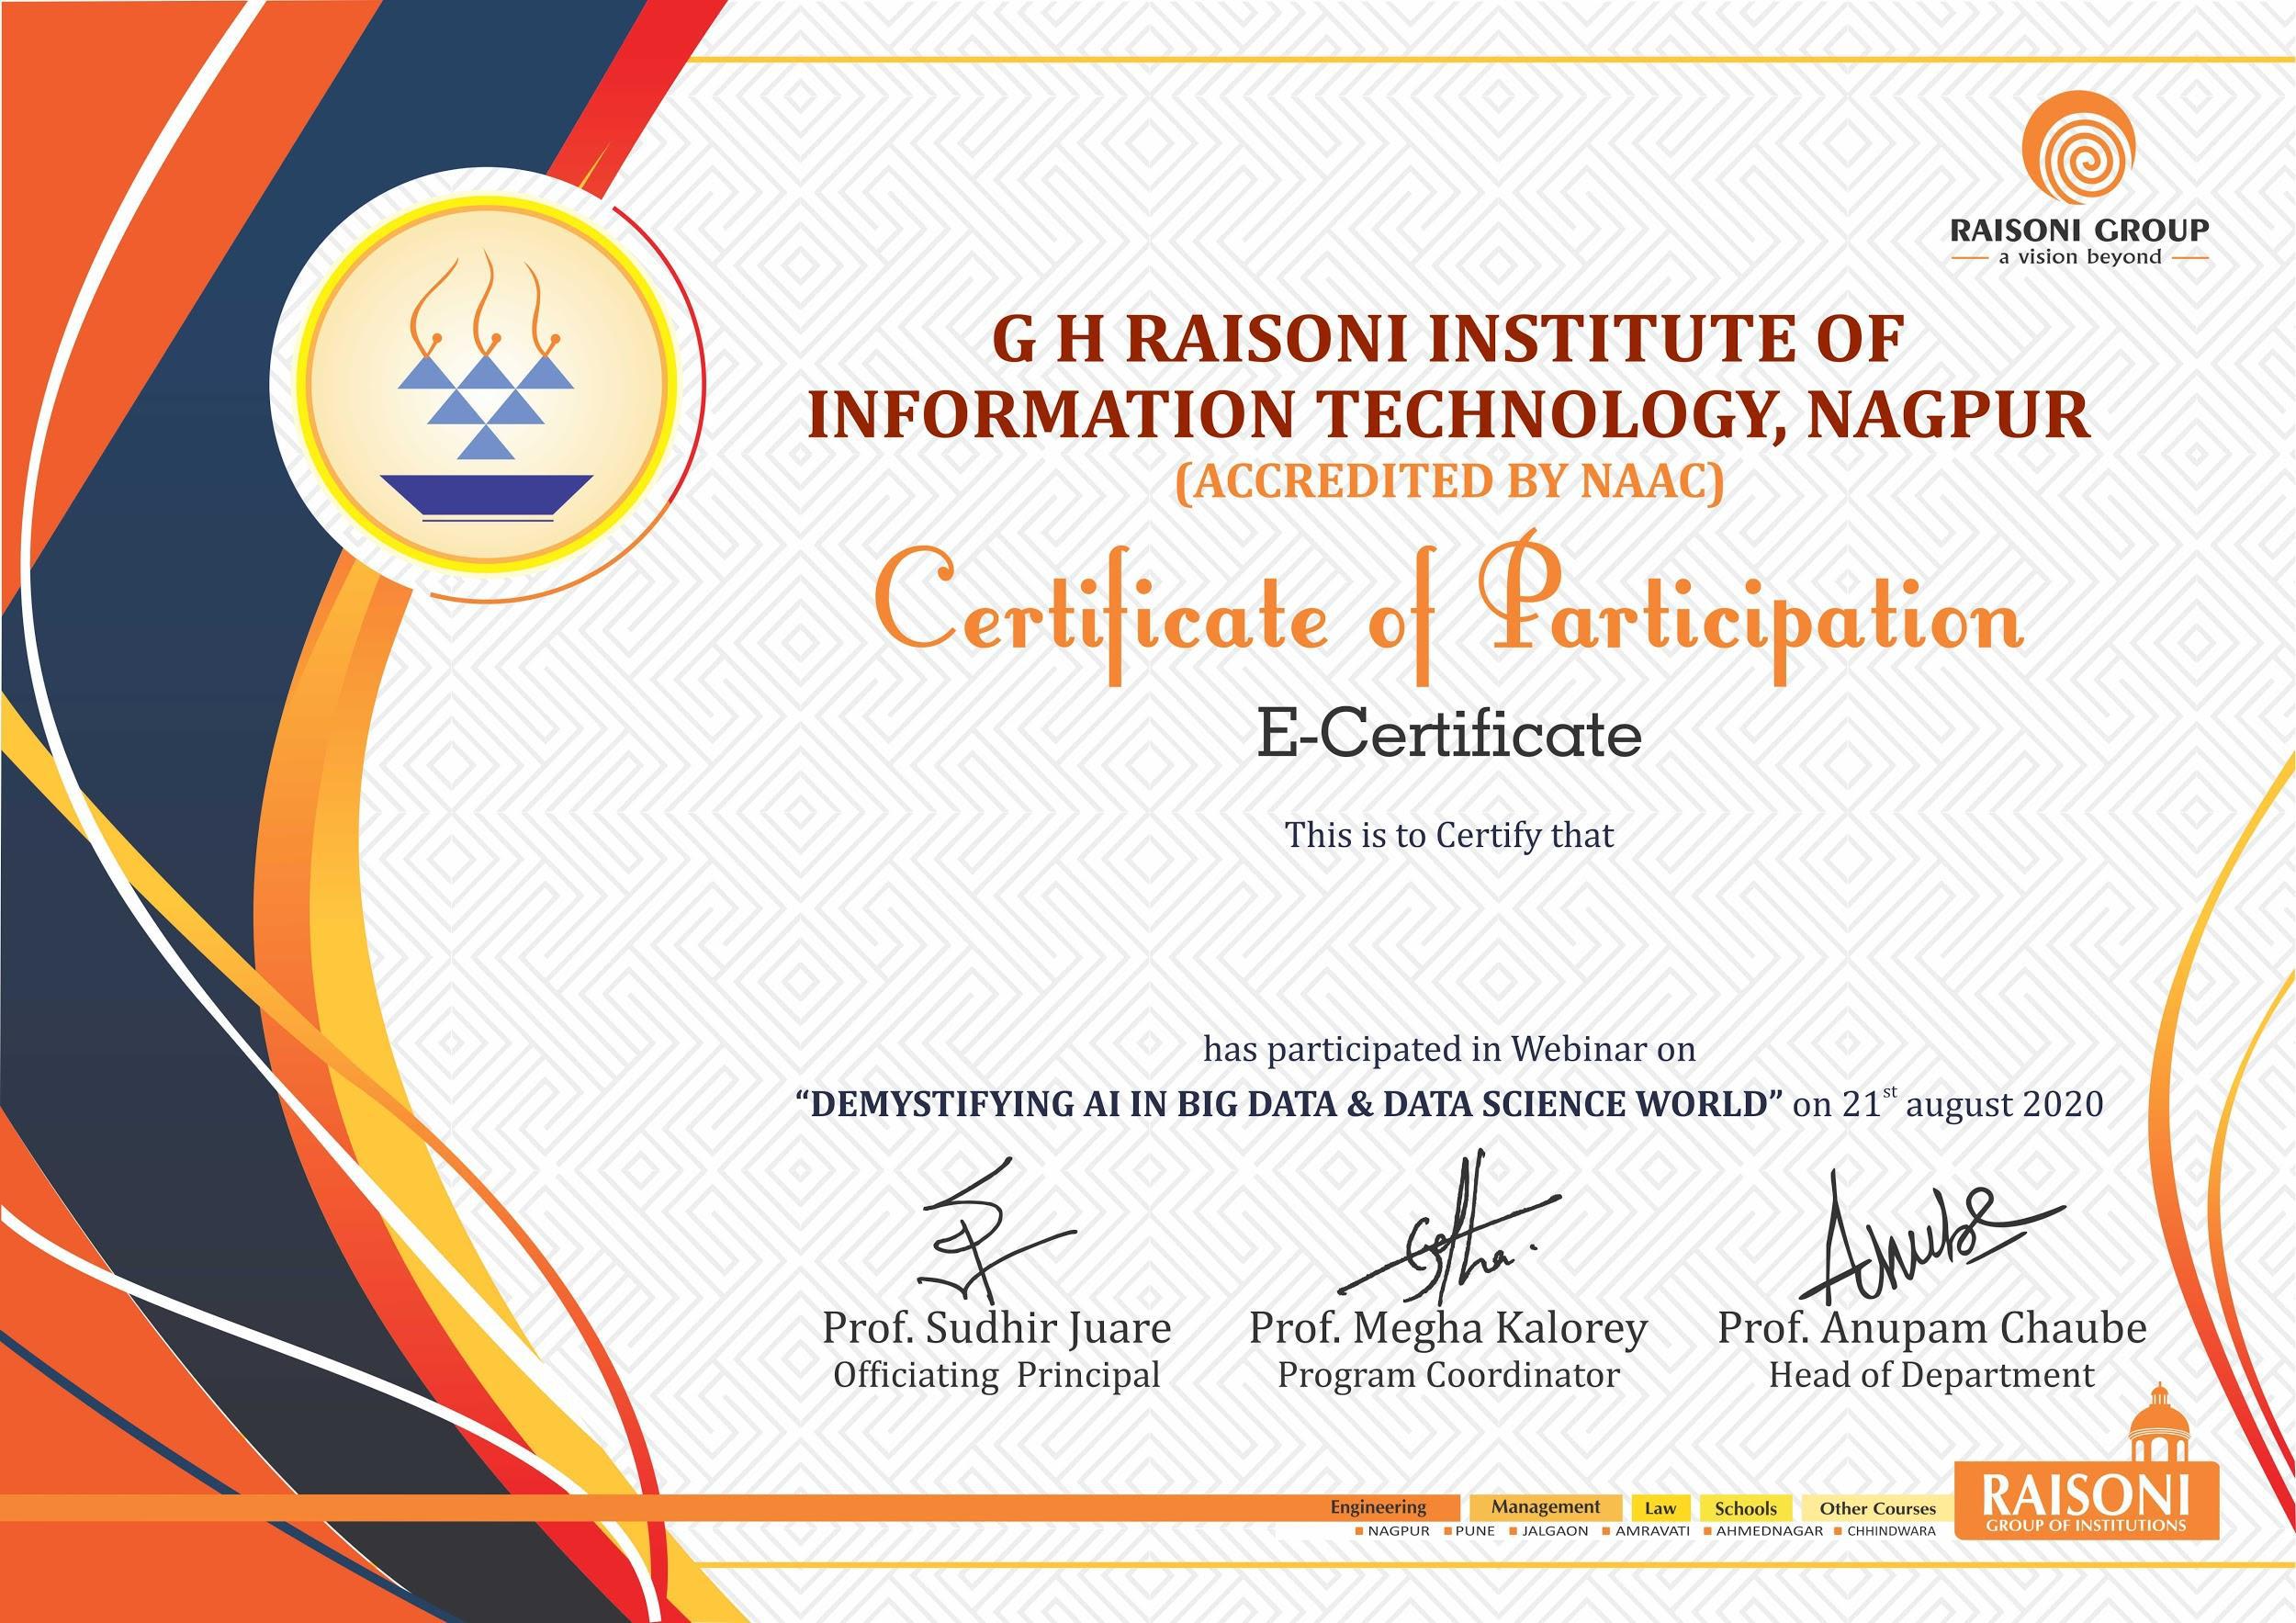 RAISONI GROUP
a vision beyond
G H RAISONI INSTITUTE OF
INFORMATION TECHNOLOGY, NAGPUR
(ACCREDITED BY NAAC)
Certificate of Participation
E-Certificate
This is to Certify that
has participated in Webinar on
“DEMYSTIFYING AI IN BIG DATA & DATA SCIENCE WORLD” on 21st august 2020
Prof. Sudhir Juare Prof. Megha Kalorey Prof. Anupam Chaube
Officiating Principal Program Coordinator Head of Department
Engineering Management Law Schools Other Courses
NAGPUR PUNE JALGAON AMRAVATI AHMEDNAGAR CHHINDWARA
RAISONI
GROUP OF INSTITUTIONS